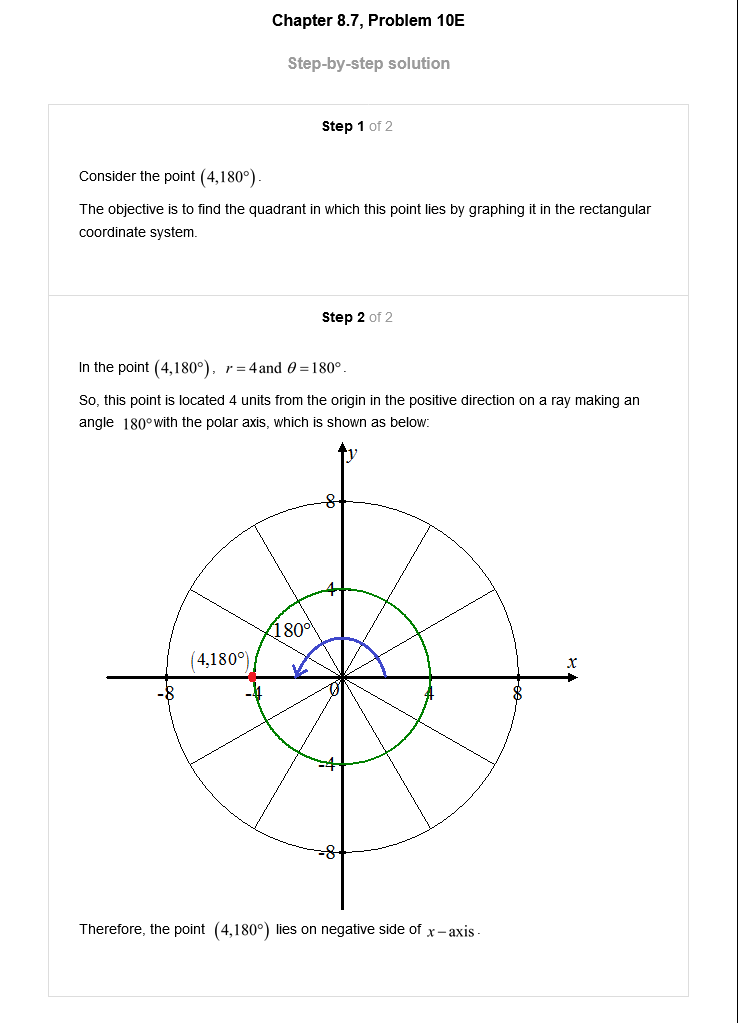 Chapter 8.7, Problem 10E
Step-by-step solution
Step 1 of 2
Consider the point (4,180°).
The objective is to find the quadrant in which this point lies by graphing it in the rectangular
coordinate system.
Step 2 of 2
In the point (4,180°), r = 4 and θ = 180°.
So, this point is located 4 units from the origin in the positive direction on a ray making an
angle 180° with the polar axis, which is shown as below:
y
8
4
180°
(4,180°)
x
-8
-4
0
4
8
-4
-8
Therefore, the point (4,180°) lies on negative side of x – axis.